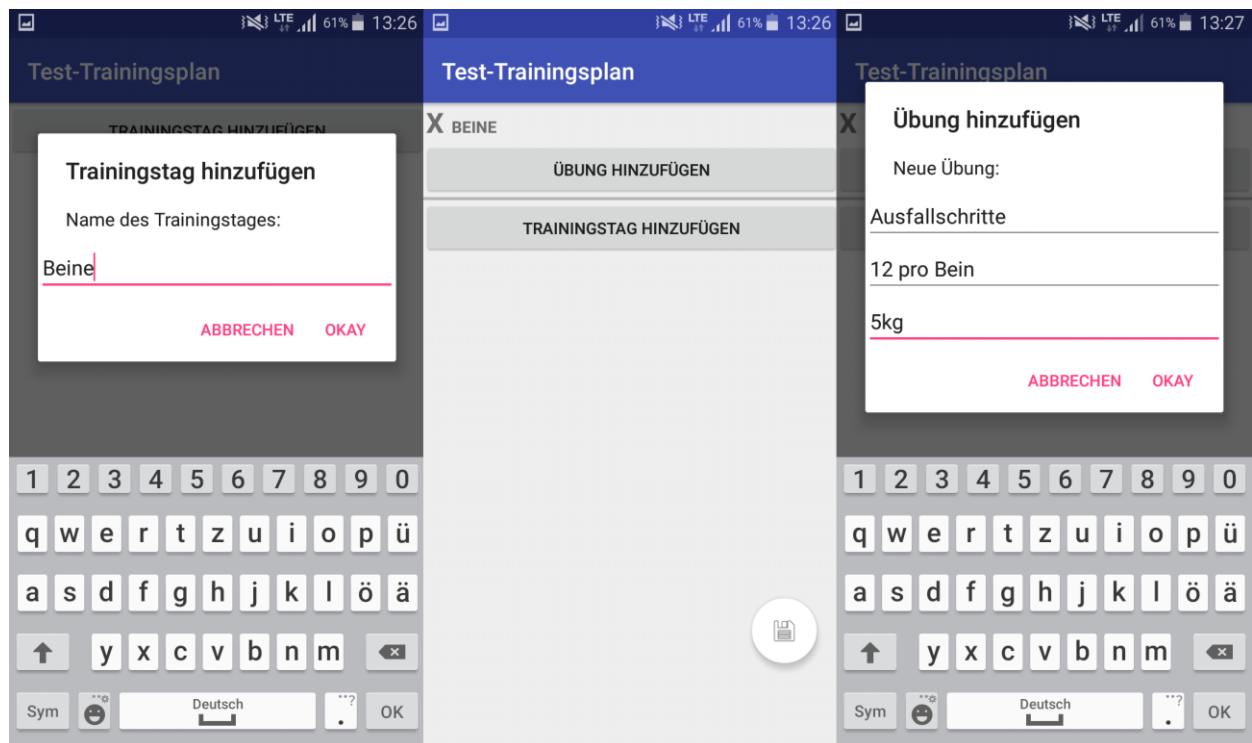 LTE 61% 13:26
Test-Trainingsplan
TRAININGSTAG HINZUFÜGEN
Trainingstag hinzufügen
Name des Trainingstages:
Beine
ABBRECHEN OKAY
1 2 3 4 5 6 7 8 9 0
q w e r t z u i o p ü
a s d f g h j k l ö ä
y x c v b n m
Sym Deutsch . ? OK
LTE 61% 13:26
Test-Trainingsplan
X BEINE
ÜBUNG HINZUFÜGEN
TRAININGSTAG HINZUFÜGEN
LTE 61% 13:27
Test-Trainingsplan
X
Übung hinzufügen
Neue Übung:
Ausfallschritte
12 pro Bein
5kg
ABBRECHEN OKAY
1 2 3 4 5 6 7 8 9 0
q w e r t z u i o p ü
a s d f g h j k l ö ä
y x c v b n m
Sym Deutsch . ? OK